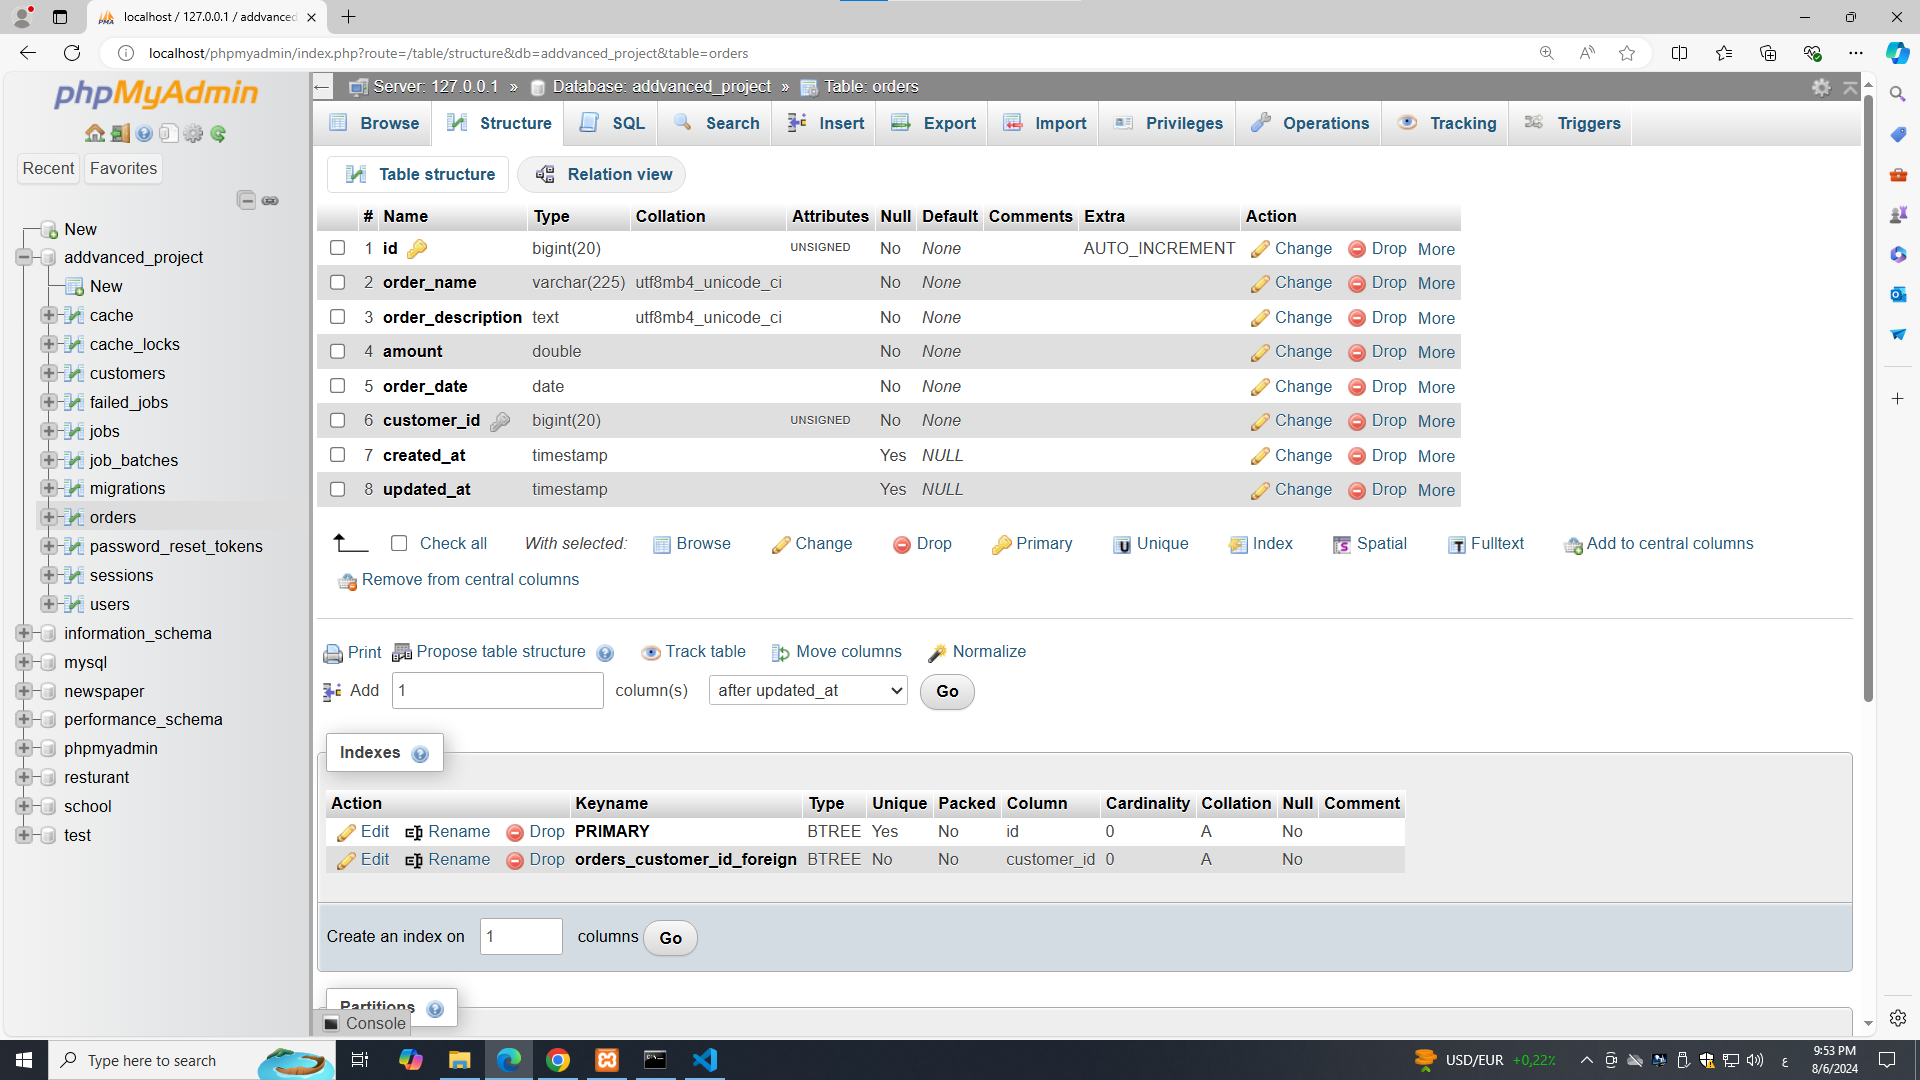 localhost / 127.0.0.1 / addvanced
localhost/phpmyadmin/index.php?route=/table/structure&db=addvanced_project&table=orders
phpMyAdmin
Recent Favorites
New
addvanced_project
New
cache
cache_locks
customers
failed_jobs
jobs
job_batches
migrations
orders
password_reset_tokens
sessions
users
information_schema
mysql
newspaper
performance_schema
phpmyadmin
resturant
school
test
Server: 127.0.0.1 » Database: addvanced_project » Table: orders
Browse Structure SQL Search Insert Export Import Privileges Operations Tracking Triggers
Table structure Relation view
# Name Type Collation Attributes Null Default Comments Extra Action
1 id bigint(20) UNSIGNED No None AUTO_INCREMENT Change Drop More
2 order_name varchar(225) utf8mb4_unicode_ci No None Change Drop More
3 order_description text utf8mb4_unicode_ci No None Change Drop More
4 amount double No None Change Drop More
5 order_date date No None Change Drop More
6 customer_id bigint(20) UNSIGNED No None Change Drop More
7 created_at timestamp Yes NULL Change Drop More
8 updated_at timestamp Yes NULL Change Drop More
Check all With selected: Browse Change Drop Primary Unique Index Spatial Fulltext Add to central columns
Remove from central columns
Print Propose table structure Track table Move columns Normalize
Add 1 column(s) after updated_at Go
Indexes
Action Keyname Type Unique Packed Column Cardinality Collation Null Comment
Edit Rename Drop PRIMARY BTREE Yes No id 0 A No
Edit Rename Drop orders_customer_id_foreign BTREE No No customer_id 0 A No
Create an index on 1 columns Go
Partitions
Console
Type here to search
USD/EUR +0,22%
ع
9:53 PM
8/6/2024